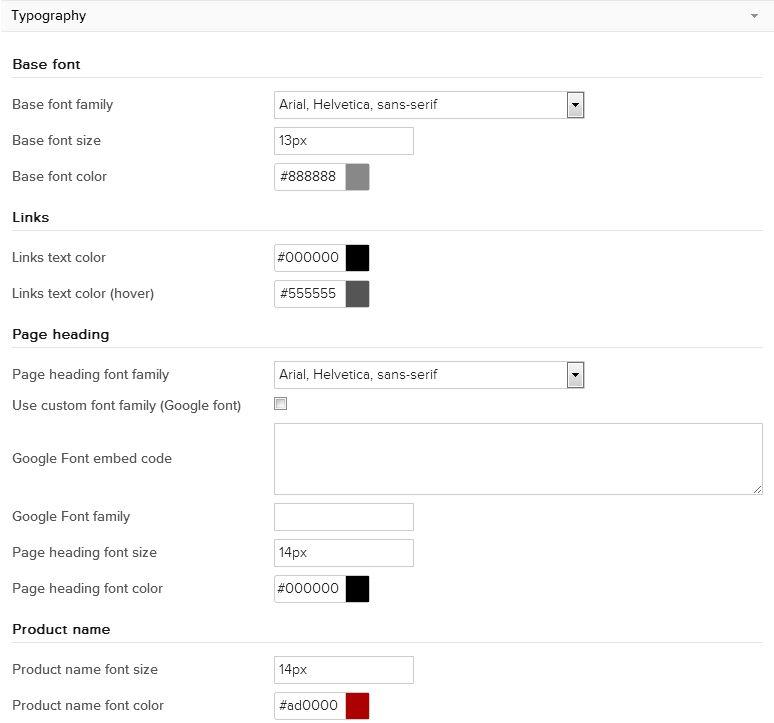 Typography
Base font
Base font family Arial, Helvetica, sans-serif
Base font size 13px
Base font color #888888
Links
Links text color #000000
Links text color (hover) #555555
Page heading
Page heading font family Arial, Helvetica, sans-serif
Use custom font family (Google font)
Google Font embed code
Google Font family
Page heading font size 14px
Page heading font color #000000
Product name
Product name font size 14px
Product name font color #ad0000